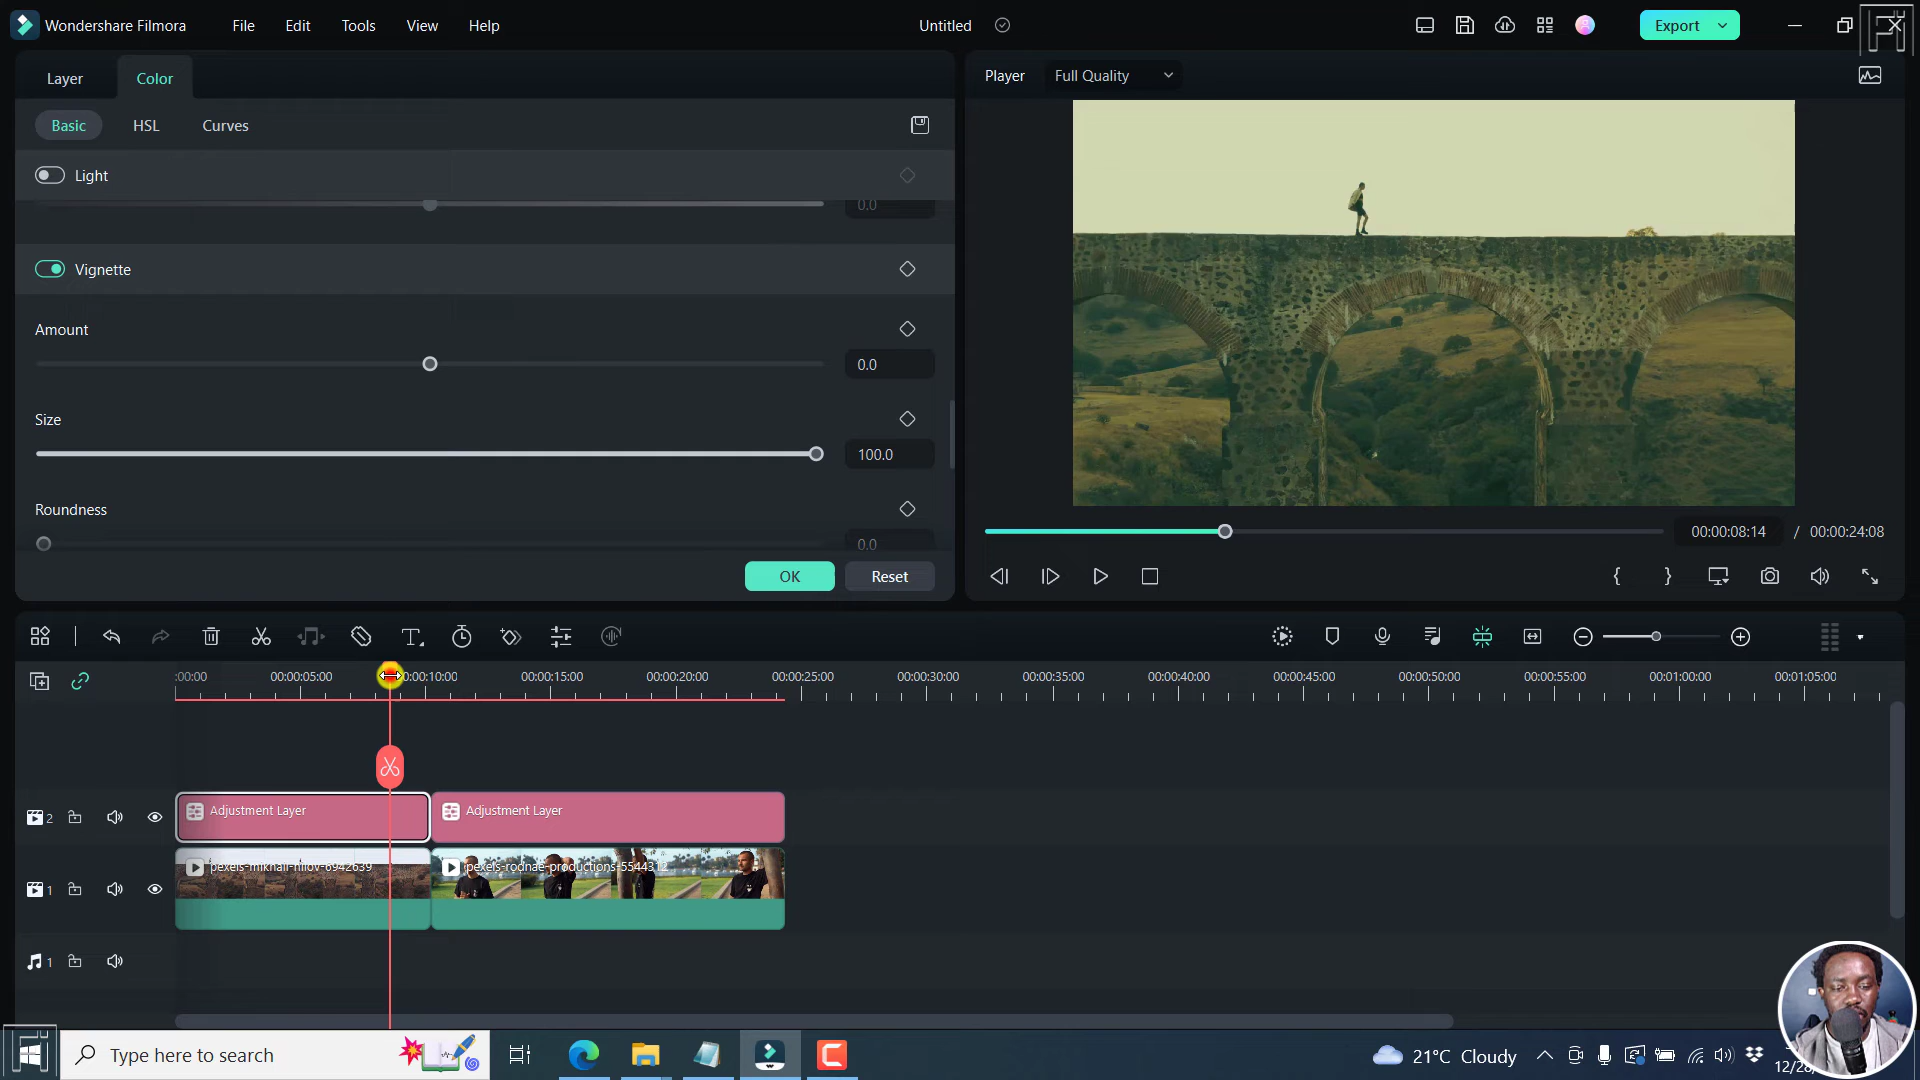 Wondershare Filmora File Edit Tools View Help Untitled Export
Layer Color
Player Full Quality
Basic HSL Curves
Light
0.0
Vignette
Amount
0.0
Size
100.0
Roundness
0.0
OK Reset
00:00:08:14 / 00:00:24:08
{ }
:00:00 00:00:05:00 00:00:10:00 00:00:15:00 00:00:20:00 00:00:25:00 00:00:30:00 00:00:35:00 00:00:40:00 00:00:45:00 00:00:50:00 00:00:55:00 00:01:00:00 00:01:05:00
2 Adjustment Layer Adjustment Layer
pexels-mikhail-nilov-6942639 pexels-rodnae-productions-5544312
1
1
Type here to search
21°C Cloudy